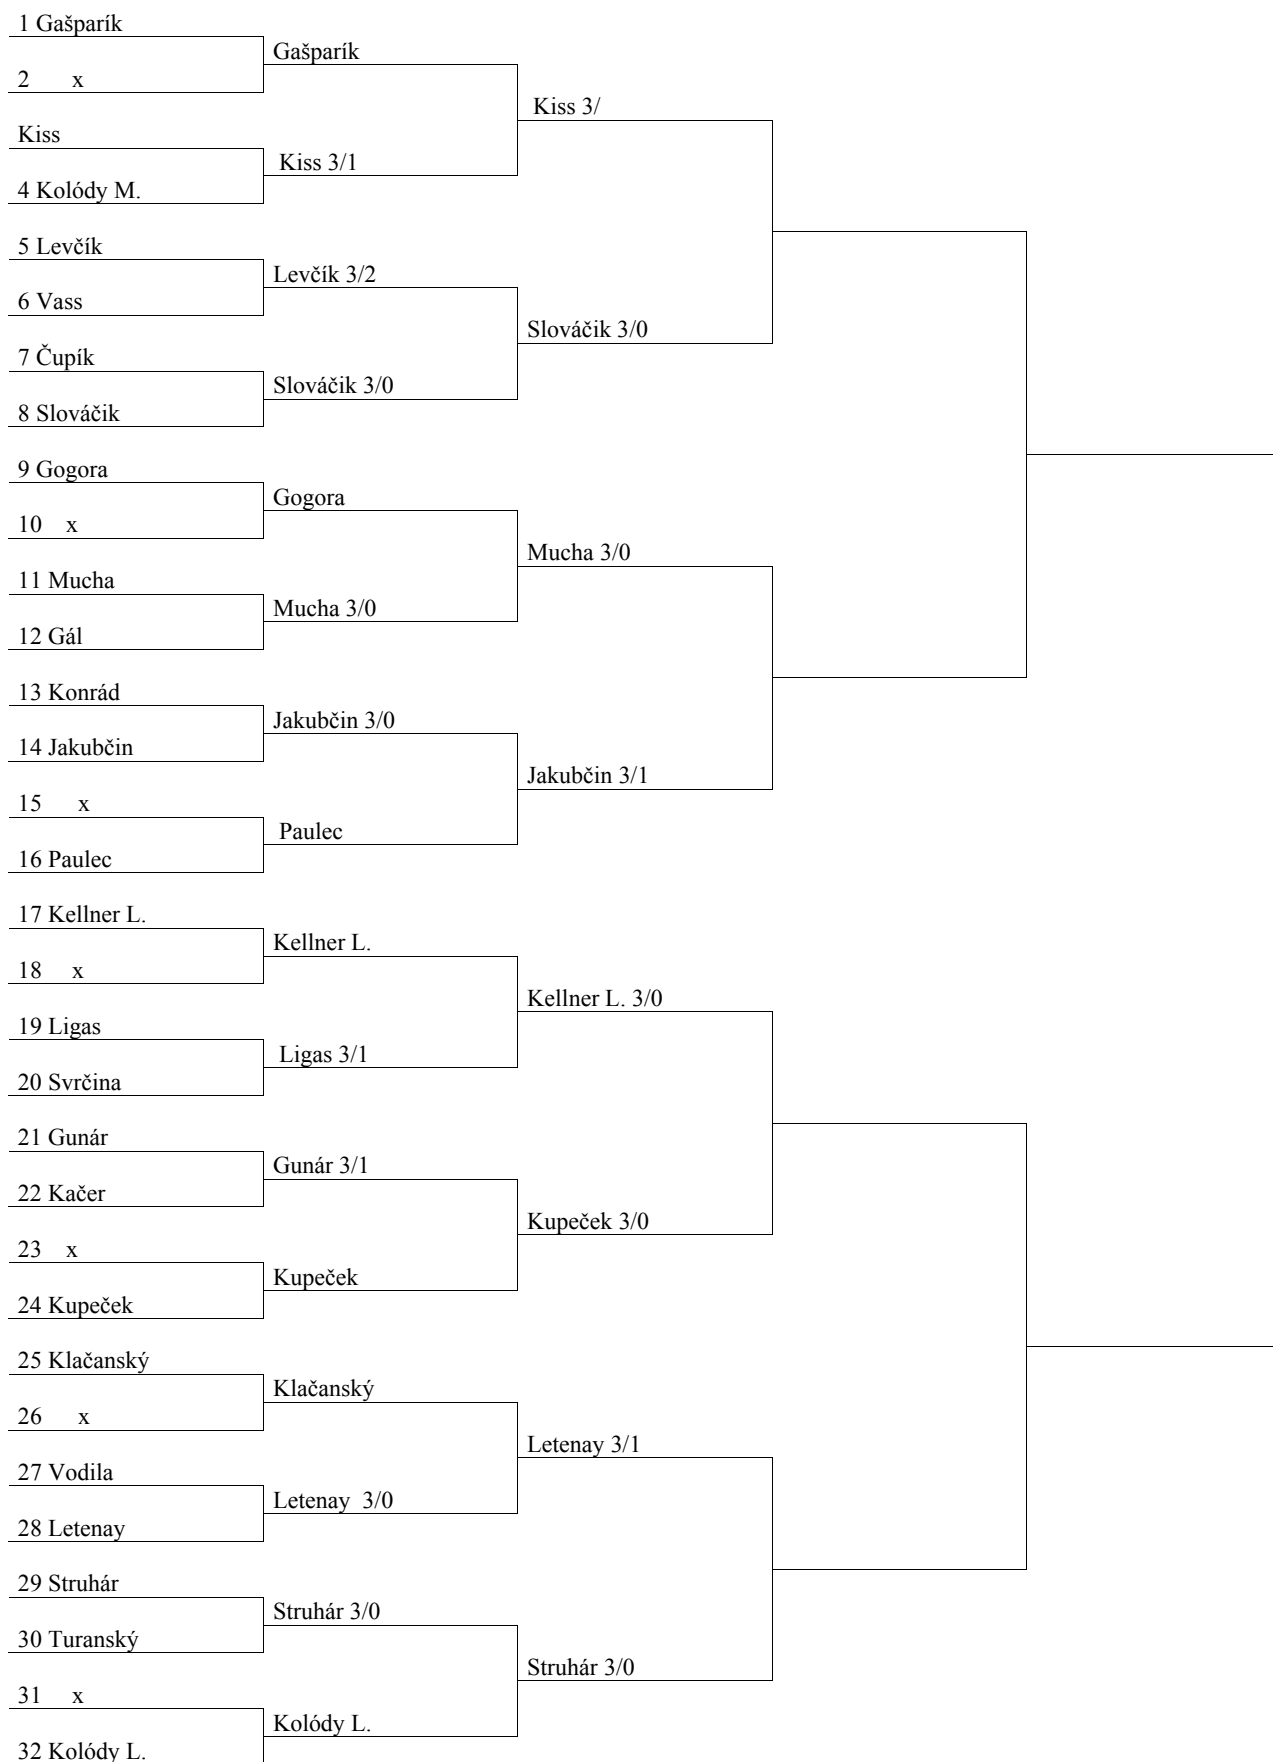 1 Gašparík
Gašparík
2 x
Kiss 3/
Kiss
Kiss 3/1
4 Kolódy M.
5 Levčík
Levčík 3/2
6 Vass
Slováčik 3/0
7 Čupík
Slováčik 3/0
8 Slováčik
9 Gogora
Gogora
10 x
Mucha 3/0
11 Mucha
Mucha 3/0
12 Gál
13 Konrád
Jakubčin 3/0
14 Jakubčin
Jakubčin 3/1
15 x
Paulec
16 Paulec
17 Kellner L.
Kellner L.
18 x
Kellner L. 3/0
19 Ligas
Ligas 3/1
20 Svrčina
21 Gunár
Gunár 3/1
22 Kačer
Kupeček 3/0
23 x
Kupeček
24 Kupeček
25 Klačanský
Klačanský
26 x
Letenay 3/1
27 Vodila
Letenay 3/0
28 Letenay
29 Struhár
Struhár 3/0
30 Turanský
Struhár 3/0
31 x
Kolódy L.
32 Kolódy L.